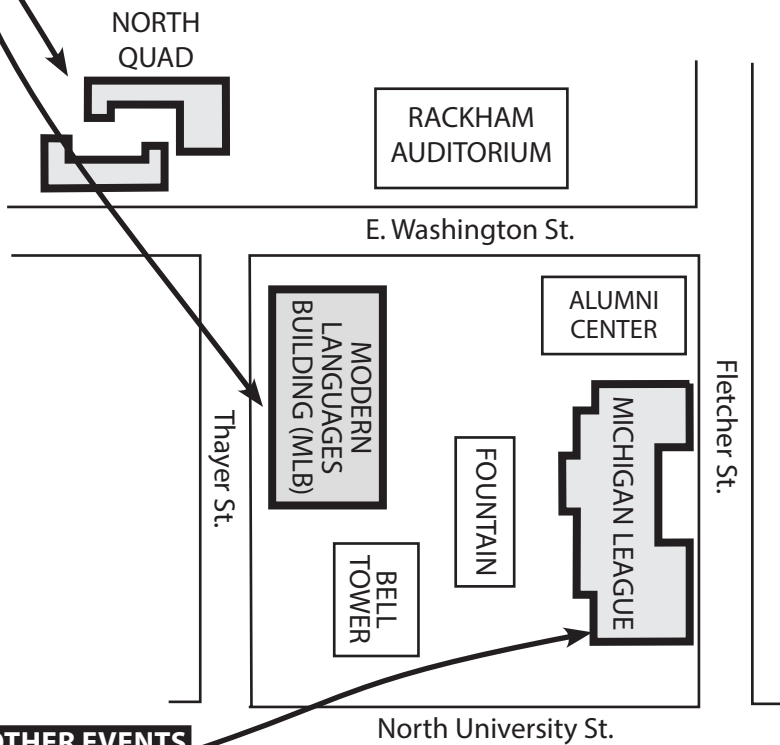 NORTH
QUAD
RACKHAM
AUDITORIUM
E. Washington St.
ALUMNI
CENTER
MODERN
LANGUAGES
BUILDING (MLB)
Thayer St.
Fletcher St.
MICHIGAN LEAGUE
FOUNTAIN
BELL
TOWER
OTHER EVENTS
North University St.